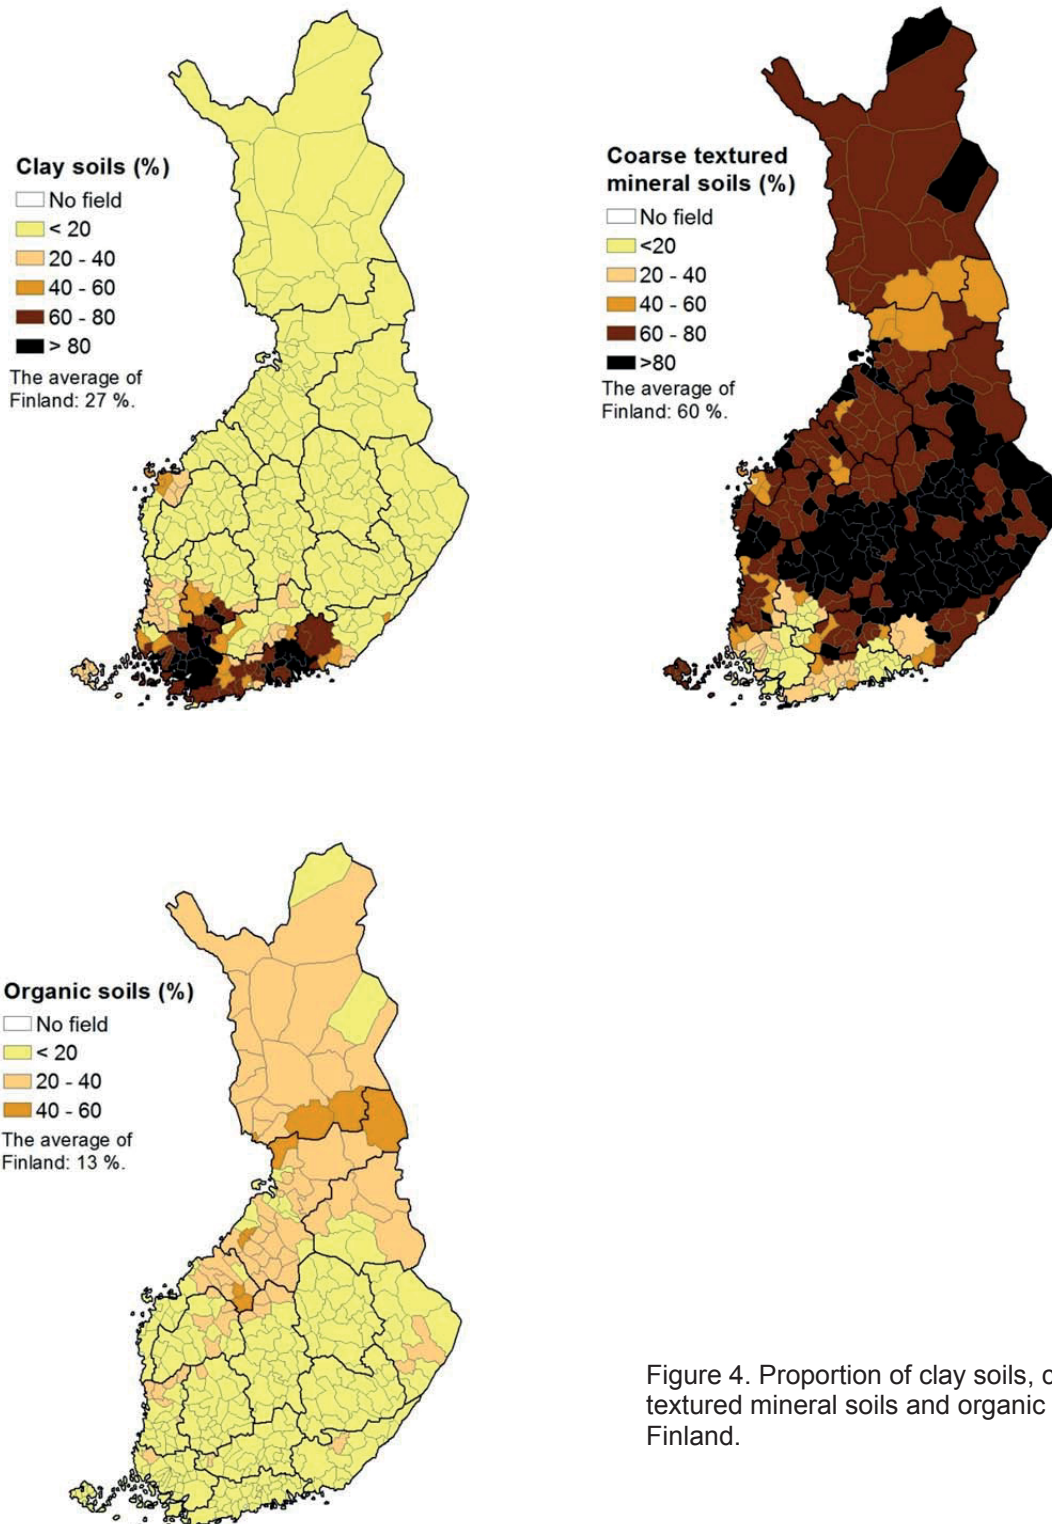 Clay soils (%)
No field
< 20
20 - 40
40 - 60
60 - 80
> 80
The average of
Finland: 27 %.
Coarse textured
mineral soils (%)
No field
<20
20 - 40
40 - 60
60 - 80
>80
The average of
Finland: 60 %.
Organic soils (%)
No field
< 20
20 - 40
40 - 60
The average of
Finland: 13 %.
Figure 4. Proportion of clay soils,
textured mineral soils and organic
Finland.